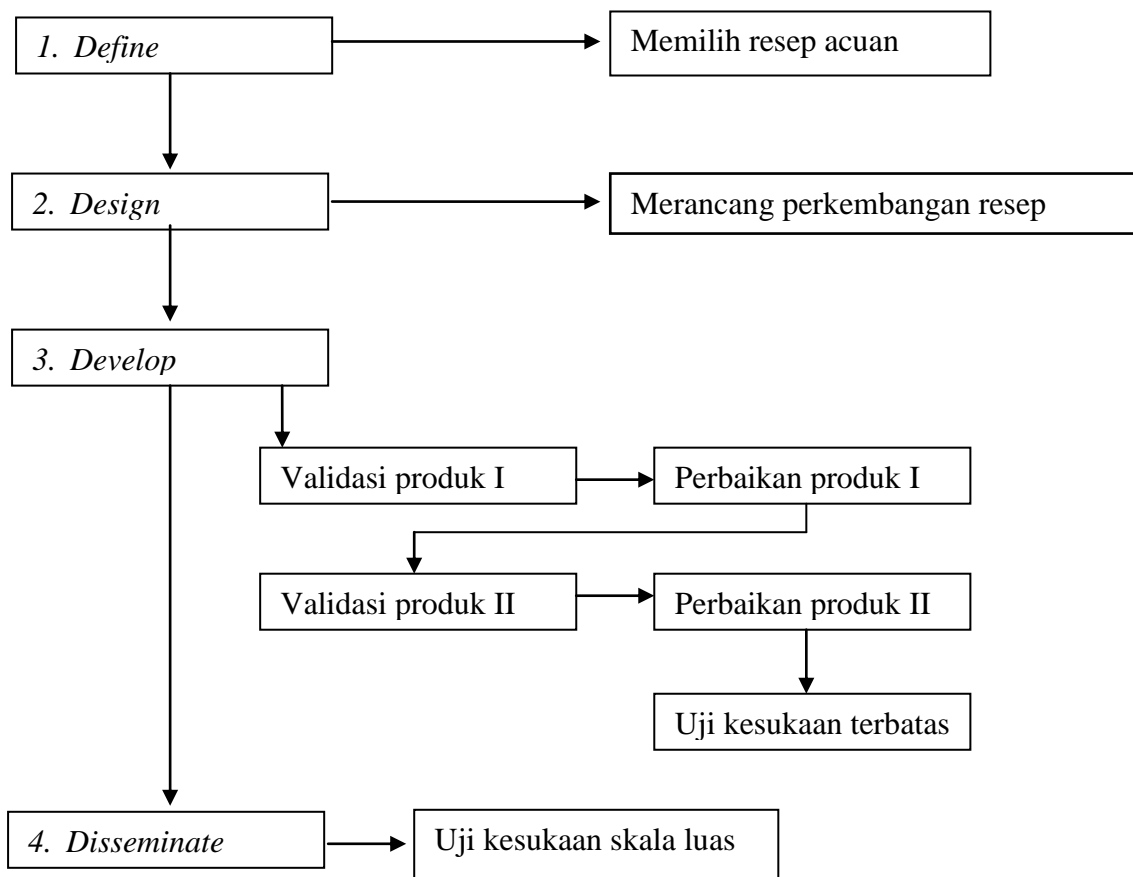 1. Define
Memilih resep acuan
2. Design
Merancang perkembangan resep
3. Develop
Validasi produk I
Perbaikan produk I
Validasi produk II
Perbaikan produk II
Uji kesukaan terbatas
4. Disseminate
Uji kesukaan skala luas